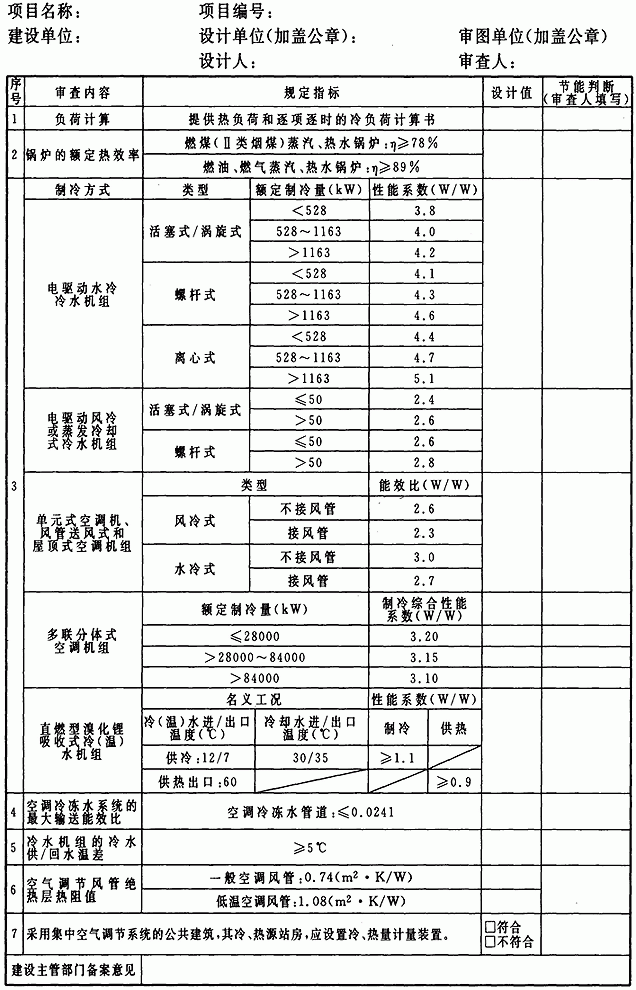 项目名称： 项目编号：
建设单位： 设计单位(加盖公章)： 审图单位(加盖公章)
设计人： 审查人：
序号 审查内容 规定指标 设计值 节能判断(审查人填写)
1 负荷计算 提供热负荷和逐项逐时的冷负荷计算书
2 锅炉的额定热效率 燃煤(Ⅱ类烟煤)蒸汽、热水锅炉:η≥78%
燃油、燃气蒸汽、热水锅炉:η≥89%
3
制冷方式 类型 额定制冷量(kW) 性能系数(W/W)
电驱动水冷
冷水机组
活塞式/涡旋式 <528 3.8
528~1163 4.0
>1163 4.2
螺杆式 <528 4.1
528~1163 4.3
>1163 4.6
离心式 <528 4.4
528~1163 4.7
>1163 5.1
电驱动风冷
或蒸发冷却
式冷水机组
活塞式/涡旋式 ≤50 2.4
>50 2.6
螺杆式 ≤50 2.6
>50 2.8
单元式空调机、
风管送风式和
屋顶式空调机组
类型 能效比(W/W)
风冷式 不接风管 2.6
接风管 2.3
水冷式 不接风管 3.0
接风管 2.7
多联分体式
空调机组
额定制冷量(kW) 制冷综合性能系数(W/W)
≤28000 3.20
>28000~84000 3.15
>84000 3.10
直燃型溴化锂
吸收式冷(温)
水机组
名义工况 性能系数(W/W)
冷(温)水进/出口温度(℃) 冷却水进/出口温度(℃) 制冷 供热
供冷:12/7 30/35 ≥1.1
供热出口:60 ≥0.9
4 空调冷冻水系统的最大输送能效比 空调冷冻水管道:≤0.0241
5 冷水机组的冷水供/回水温差 ≥5℃
6 空气调节风管绝热层热阻值 一般空调风管:0.74(m²·K/W)
低温空调风管:1.08(m²·K/W)
7 采用集中空气调节系统的公共建筑,其冷、热源站房,应设置冷、热量计量装置。 □符合
□不符合
建设主管部门备案意见